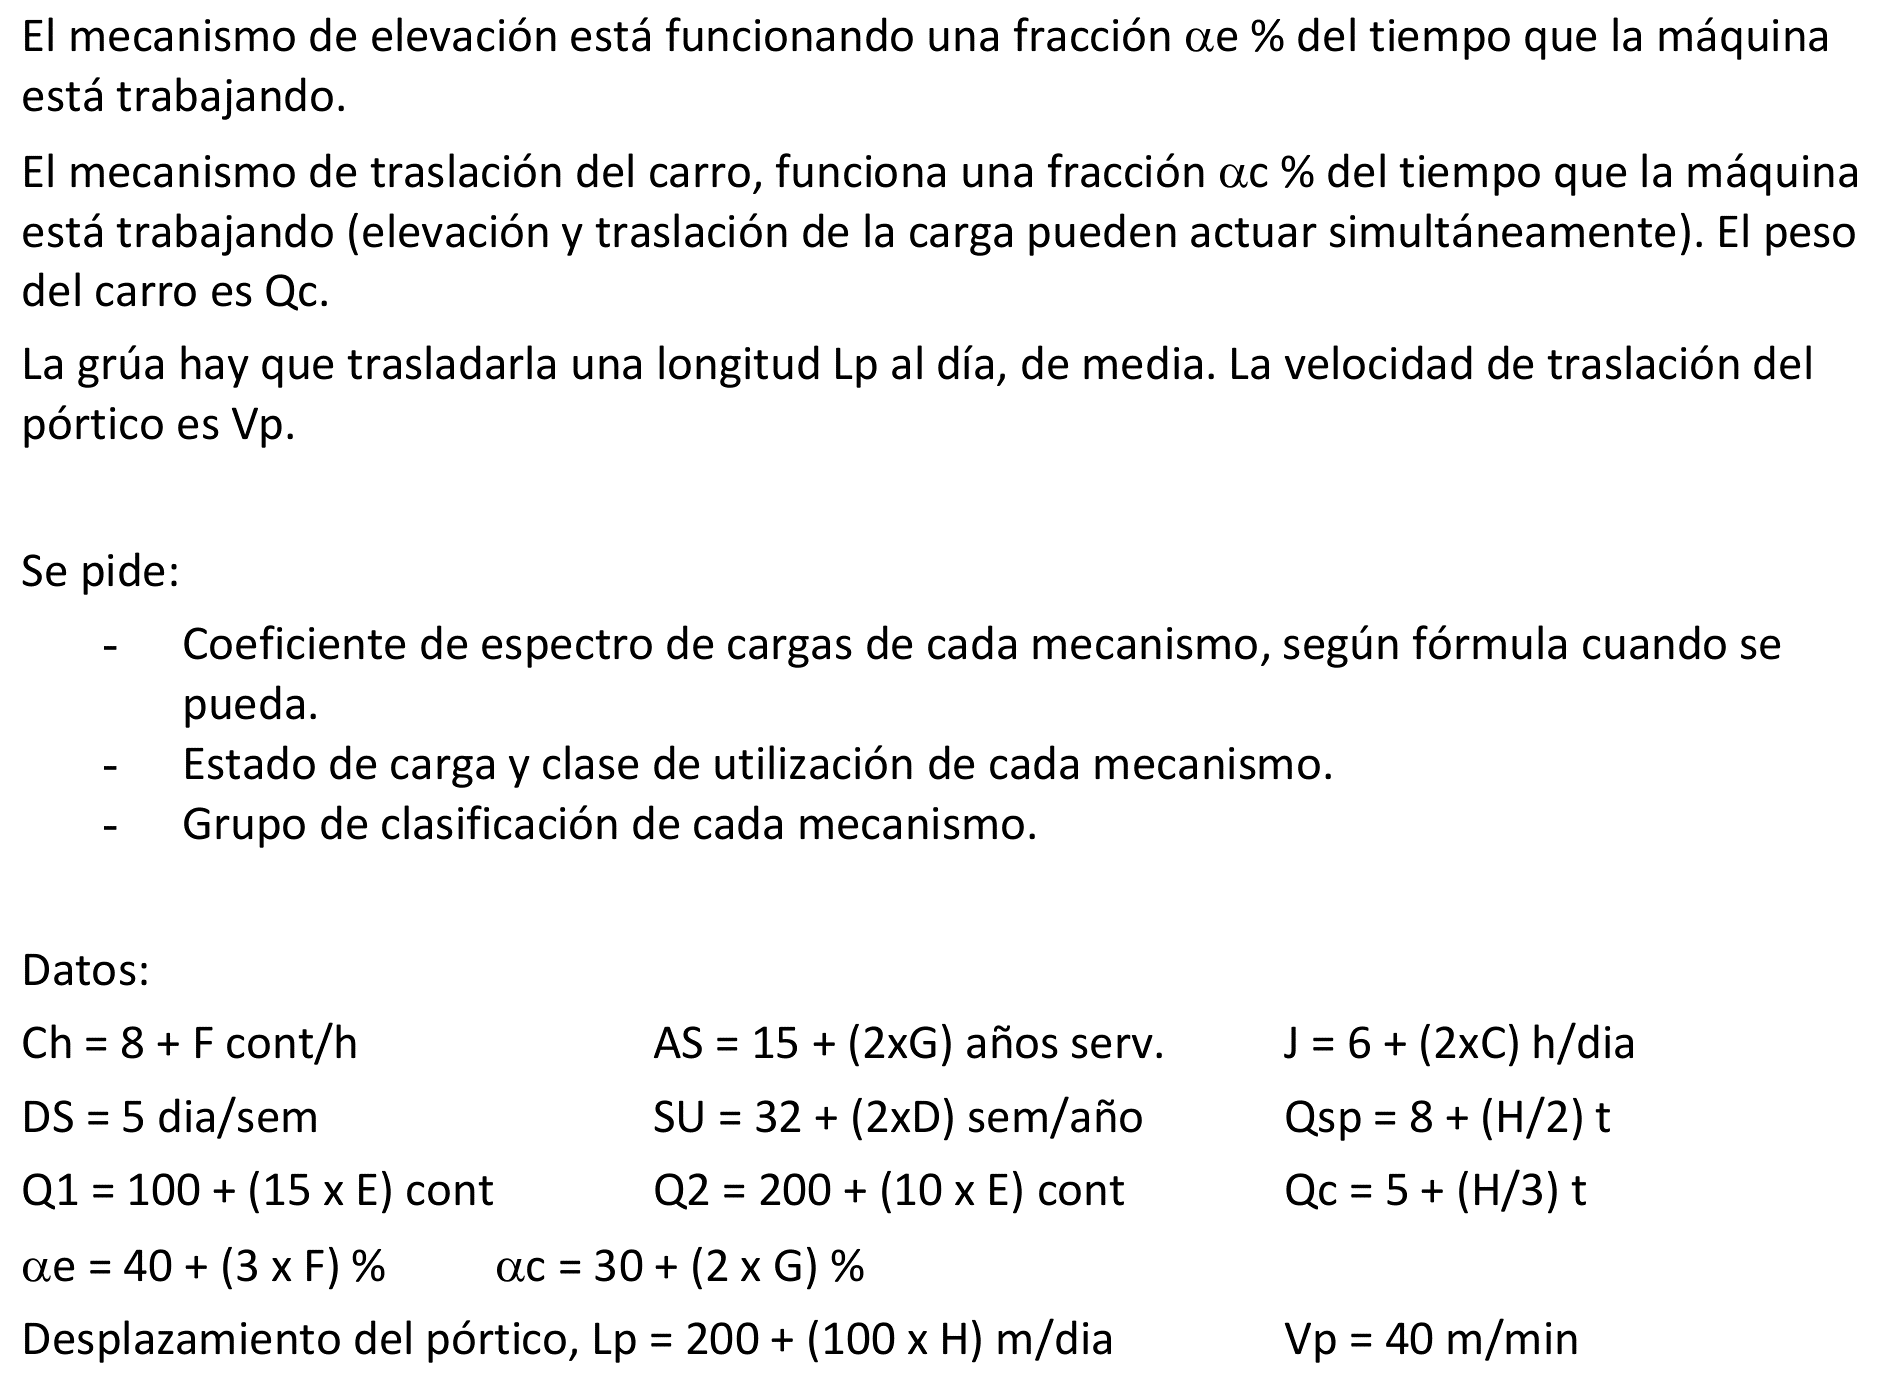 El mecanismo de elevación está funcionando una fracción αe % del tiempo que la máquina
está trabajando.
El mecanismo de traslación del carro, funciona una fracción αc % del tiempo que la máquina
está trabajando (elevación y traslación de la carga pueden actuar simultáneamente). El peso
del carro es Qc.
La grúa hay que trasladarla una longitud Lp al día, de media. La velocidad de traslación del
pórtico es Vp.
Se pide:
- Coeficiente de espectro de cargas de cada mecanismo, según fórmula cuando se
pueda.
- Estado de carga y clase de utilización de cada mecanismo.
- Grupo de clasificación de cada mecanismo.
Datos:
Ch = 8 + F cont/h AS = 15 + (2xG) años serv. J = 6 + (2xC) h/dia
DS = 5 dia/sem SU = 32 + (2xD) sem/año Qsp = 8 + (H/2) t
Q1 = 100 + (15 x E) cont Q2 = 200 + (10 x E) cont Qc = 5 + (H/3) t
αe = 40 + (3 x F) % αc = 30 + (2 x G) %
Desplazamiento del pórtico, Lp = 200 + (100 x H) m/dia Vp = 40 m/min